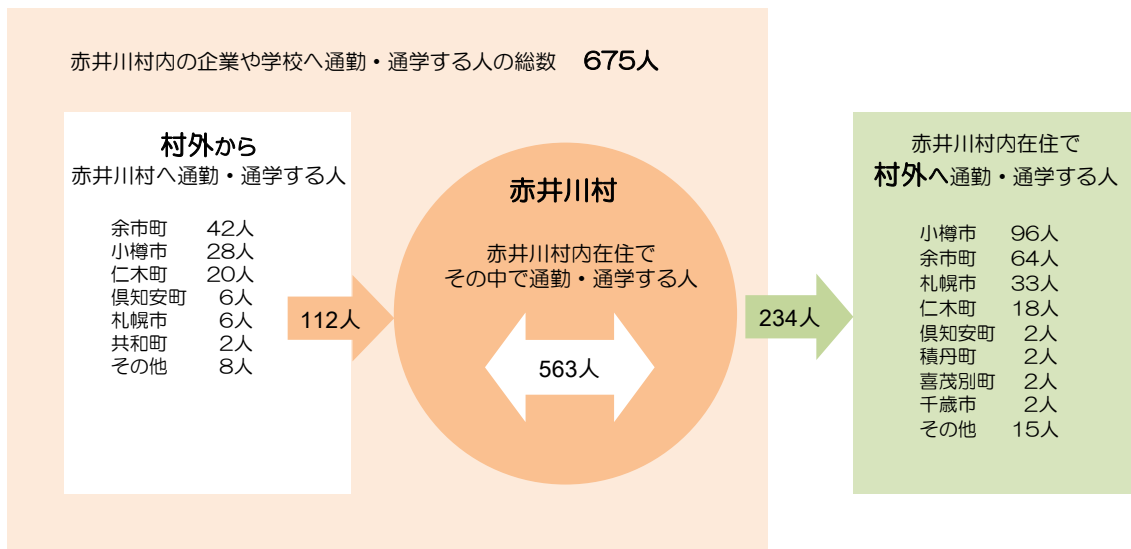 赤井川村内の企業や学校へ通勤・通学する人の総数　675人
村外から
赤井川村へ通勤・通学する人
余市町　42人
小樽市　28人
仁木町　20人
倶知安町　6人
札幌市　6人
共和町　2人
その他　8人
112人
赤井川村
赤井川村内在住で
その中で通勤・通学する人
563人
234人
赤井川村内在住で
村外へ通勤・通学する人
小樽市　96人
余市町　64人
札幌市　33人
仁木町　18人
倶知安町　2人
積丹町　2人
喜茂別町　2人
千歳市　2人
その他　15人